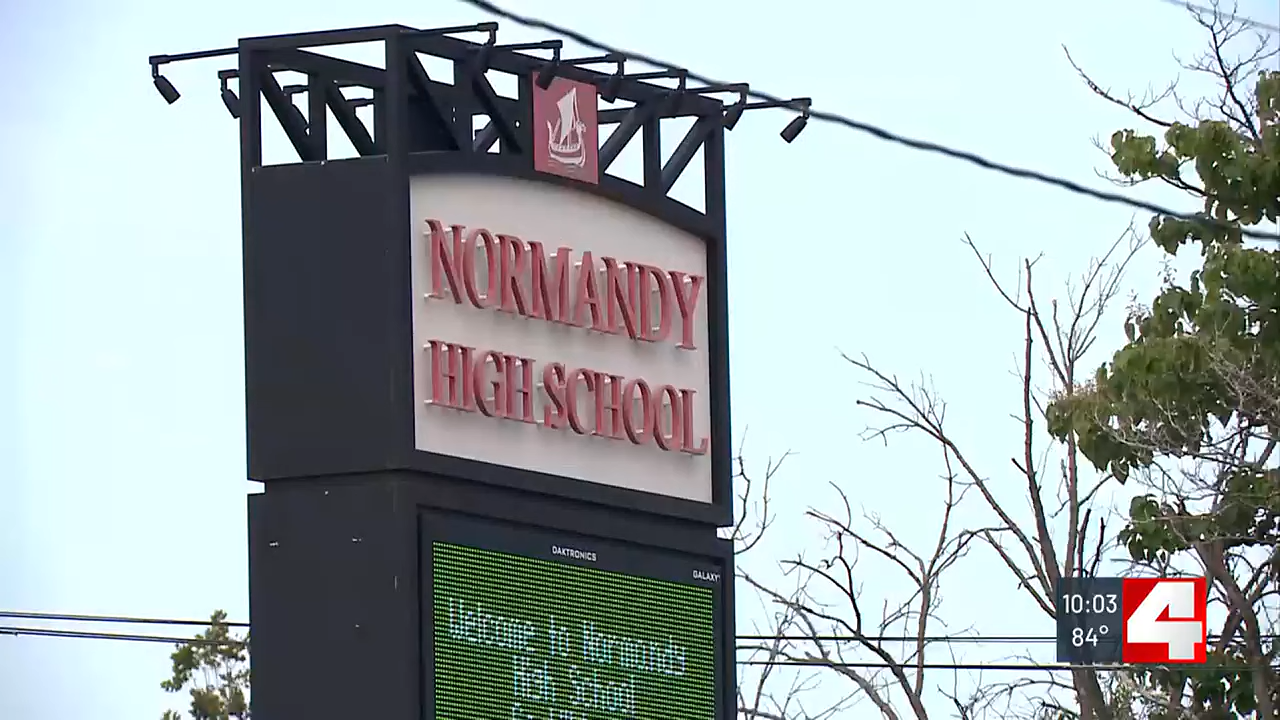 NORMANDY
HIGH SCHOOL
DAKTRONICS
GALAXY
Welcome to Normandy
High School
10:03
84°
4